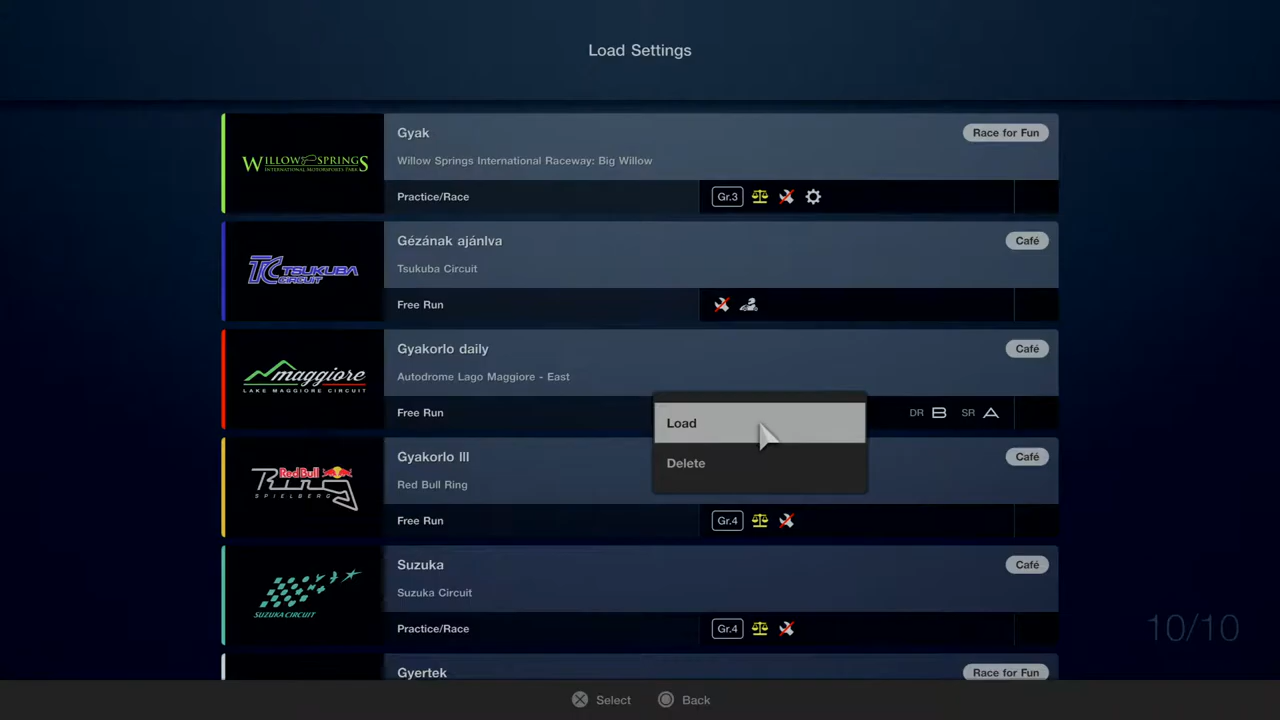 Load Settings
WILLOW SPRINGS
INTERNATIONAL MOTORSPORTS PARK
Gyak
Race for Fun
Willow Springs International Raceway: Big Willow
Practice/Race
Gr.3
TC TSUKUBA
CIRCUIT
Gézának ajánlva
Café
Tsukuba Circuit
Free Run
maggiore
LAKE MAGGIORE CIRCUIT
Gyakorlo daily
Café
Autodrome Lago Maggiore - East
Free Run
DR B SR A
Load
Delete
Red Bull
Ring
SPIELBERG
Gyakorlo III
Café
Red Bull Ring
Free Run
Gr.4
SUZUKA CIRCUIT
Suzuka
Café
Suzuka Circuit
Practice/Race
Gr.4
10/10
Gyertek
Race for Fun
Select Back